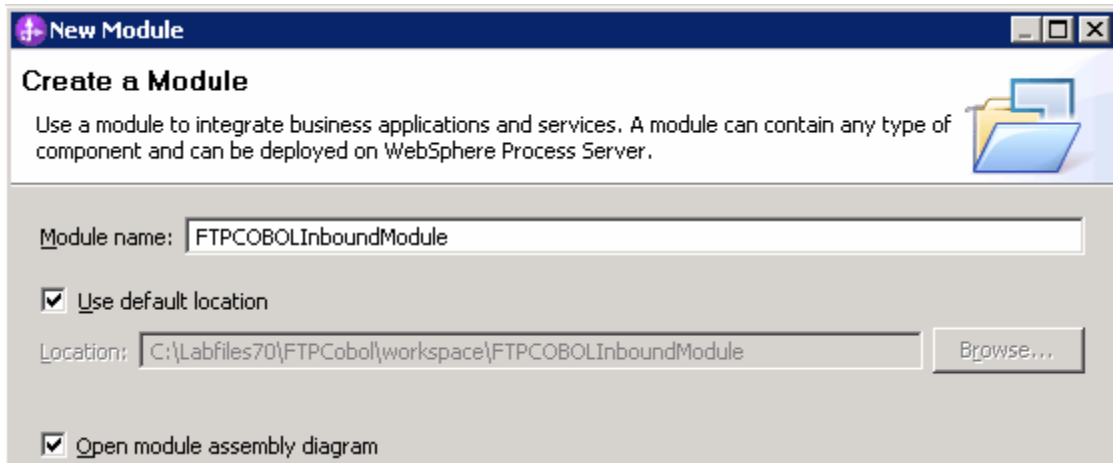 New Module
Create a Module
Use a module to integrate business applications and services. A module can contain any type of
component and can be deployed on WebSphere Process Server.
Module name: FTPCOBOLInboundModule
Use default location
Location: C:\Labfiles70\FTPCobol\workspace\FTPCOBOLInboundModule Browse...
Open module assembly diagram